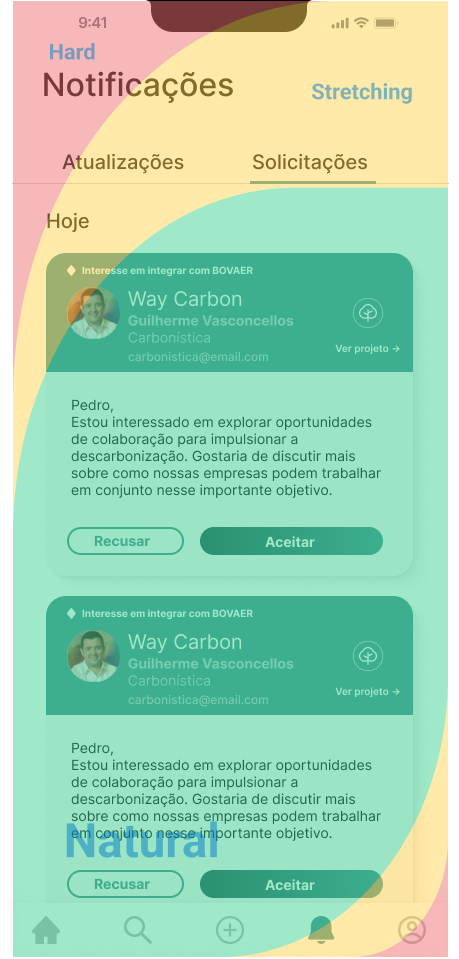 9:41
Hard
Notificações
Stretching
Atualizações
Solicitações
Hoje
Interesse em integrar com BOVAER
Way Carbon
Guilherme Vasconcellos
Carbonística
carbonistica@email.com
Ver projeto →
Pedro,
Estou interessado em explorar oportunidades
de colaboração para impulsionar a
descarbonização. Gostaria de discutir mais
sobre como nossas empresas podem trabalhar
em conjunto nesse importante objetivo.
Recusar
Aceitar
Interesse em integrar com BOVAER
Way Carbon
Guilherme Vasconcellos
Carbonística
carbonistica@email.com
Ver projeto →
Pedro,
Estou interessado em explorar oportunidades
de colaboração para impulsionar a
descarbonização. Gostaria de discutir mais
sobre como nossas empresas podem trabalhar
em conjunto nesse importante objetivo.
Natural
Recusar
Aceitar